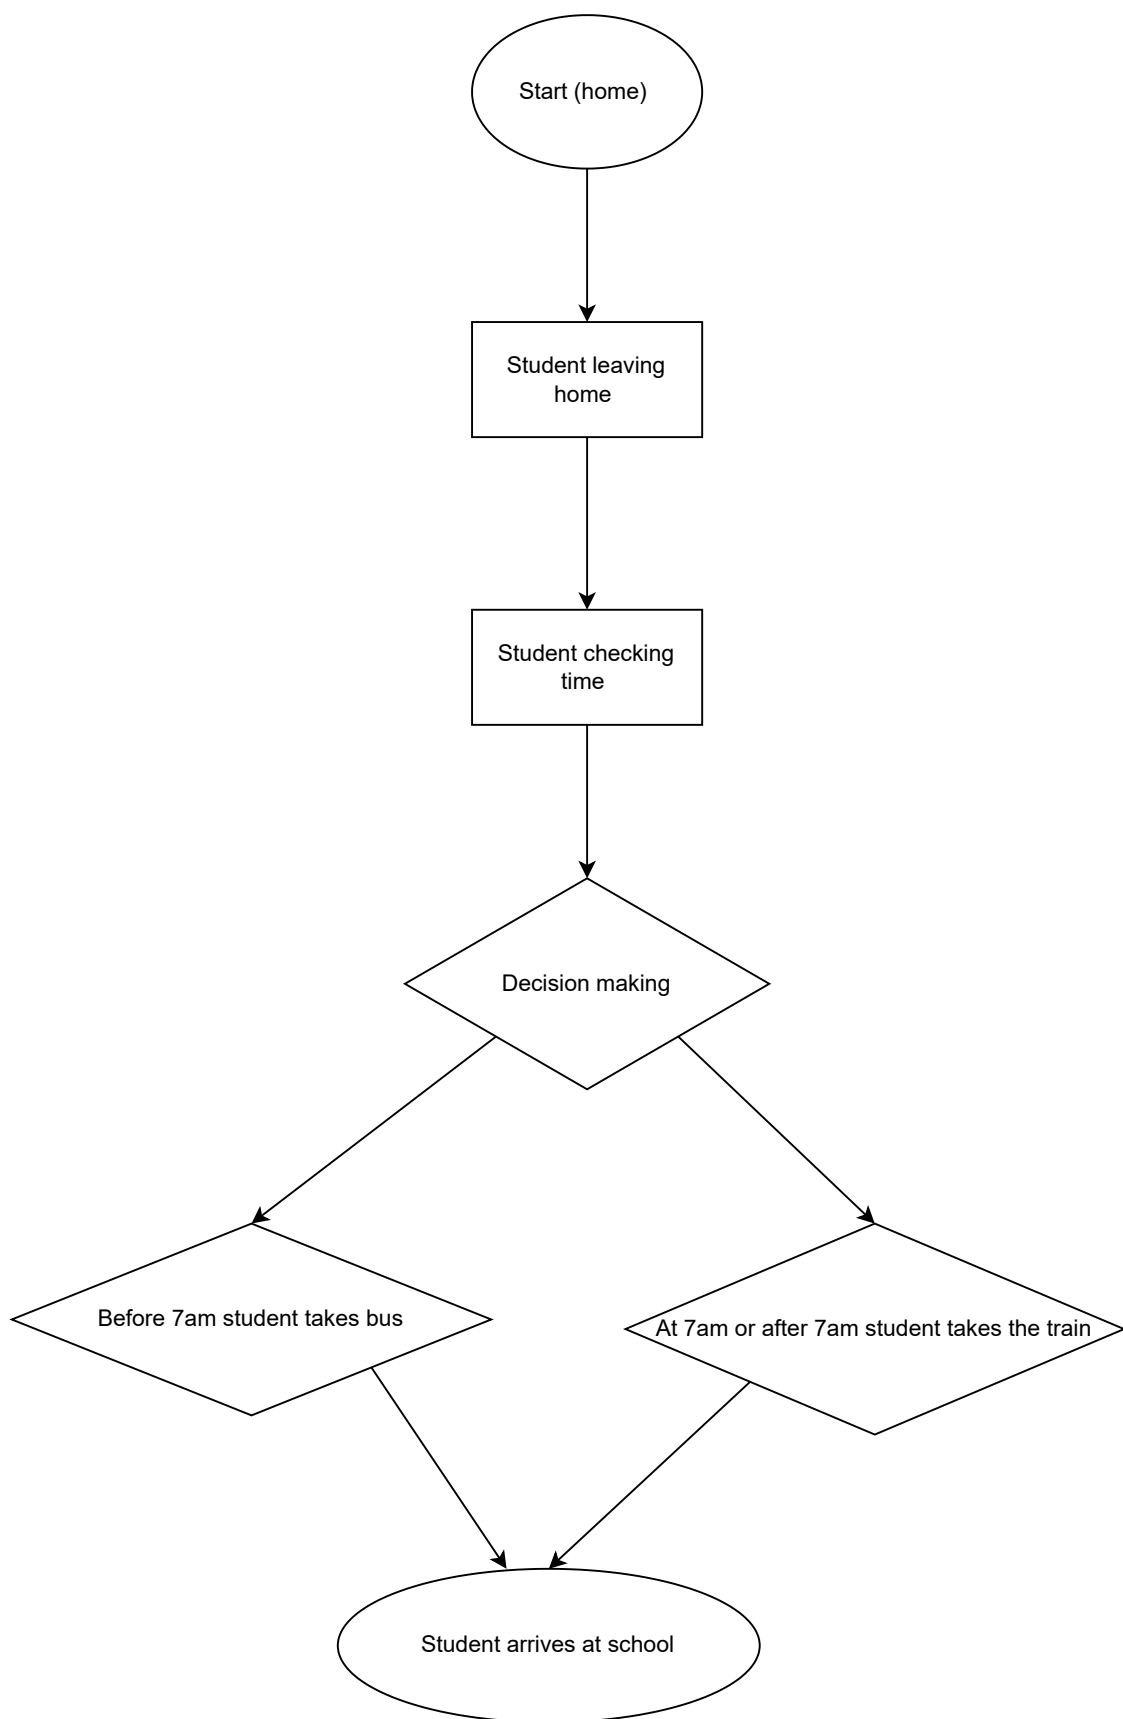 Start (home)
Student leaving
home
Student checking
time
Decision making
Before 7am student takes bus
At 7am or after 7am student takes the train
Student arrives at school